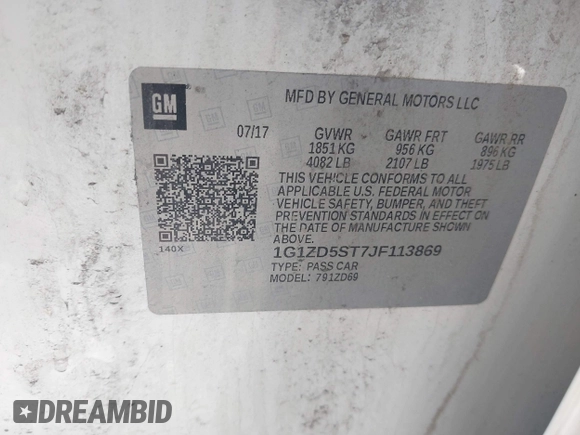 GM
MFD BY GENERAL MOTORS LLC
07/17 GVWR GAWR FRT GAWR RR
1851 KG 956 KG 896 KG
4082 LB 2107 LB 1975 LB
THIS VEHICLE CONFORMS TO ALL
APPLICABLE U.S. FEDERAL MOTOR
VEHICLE SAFETY, BUMPER, AND THEFT
PREVENTION STANDARDS IN EFFECT ON
THE DATE OF MANUFACTURE SHOWN
ABOVE.
140X
1G1ZD5ST7JF113869
TYPE: PASS CAR
MODEL: 791ZD69
DREAMBID